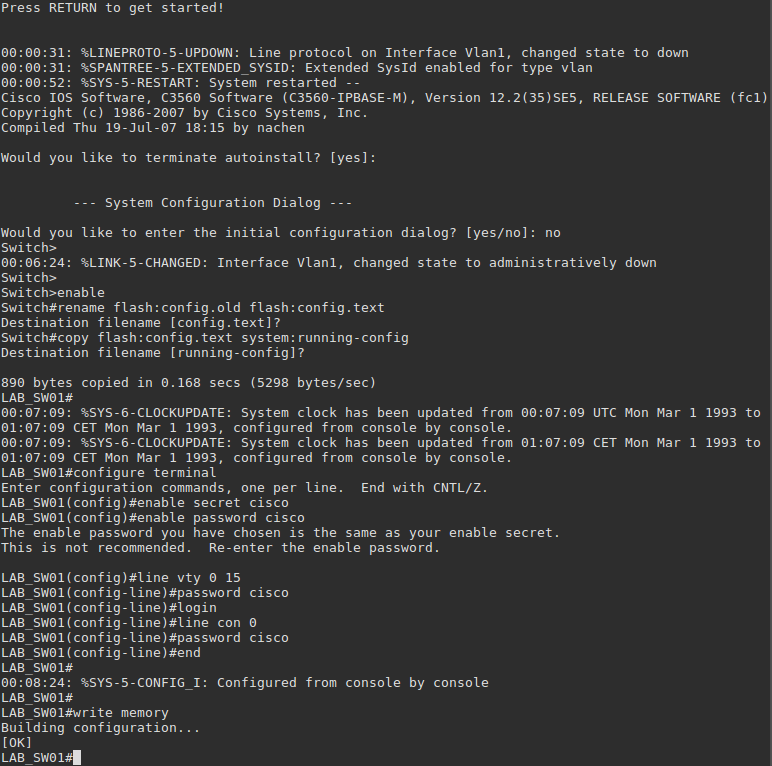 Press RETURN to get started!
00:00:31: %LINEPROTO-5-UPDOWN: Line protocol on Interface Vlan1, changed state to down
00:00:31: %SPANTREE-5-EXTENDED_SYSID: Extended SysId enabled for type vlan
00:00:52: %SYS-5-RESTART: System restarted --
Cisco IOS Software, C3560 Software (C3560-IPBASE-M), Version 12.2(35)SE5, RELEASE SOFTWARE (fc1)
Copyright (c) 1986-2007 by Cisco Systems, Inc.
Compiled Thu 19-Jul-07 18:15 by nachen
Would you like to terminate autoinstall? [yes]:
--- System Configuration Dialog ---
Would you like to enter the initial configuration dialog? [yes/no]: no
Switch>
00:06:24: %LINK-5-CHANGED: Interface Vlan1, changed state to administratively down
Switch>
Switch>enable
Switch#rename flash:config.old flash:config.text
Destination filename [config.text]?
Switch#copy flash:config.text system:running-config
Destination filename [running-config]?
890 bytes copied in 0.168 secs (5298 bytes/sec)
LAB_SW01#
00:07:09: %SYS-6-CLOCKUPDATE: System clock has been updated from 00:07:09 UTC Mon Mar 1 1993 to
01:07:09 CET Mon Mar 1 1993, configured from console by console.
00:07:09: %SYS-6-CLOCKUPDATE: System clock has been updated from 01:07:09 CET Mon Mar 1 1993 to
01:07:09 CET Mon Mar 1 1993, configured from console by console.
LAB_SW01#configure terminal
Enter configuration commands, one per line.  End with CNTL/Z.
LAB_SW01(config)#enable secret cisco
LAB_SW01(config)#enable password cisco
The enable password you have chosen is the same as your enable secret.
This is not recommended.  Re-enter the enable password.
LAB_SW01(config)#line vty 0 15
LAB_SW01(config-line)#password cisco
LAB_SW01(config-line)#login
LAB_SW01(config-line)#line con 0
LAB_SW01(config-line)#password cisco
LAB_SW01(config-line)#end
LAB_SW01#
00:08:24: %SYS-5-CONFIG_I: Configured from console by console
LAB_SW01#
LAB_SW01#write memory
Building configuration...
[OK]
LAB_SW01#